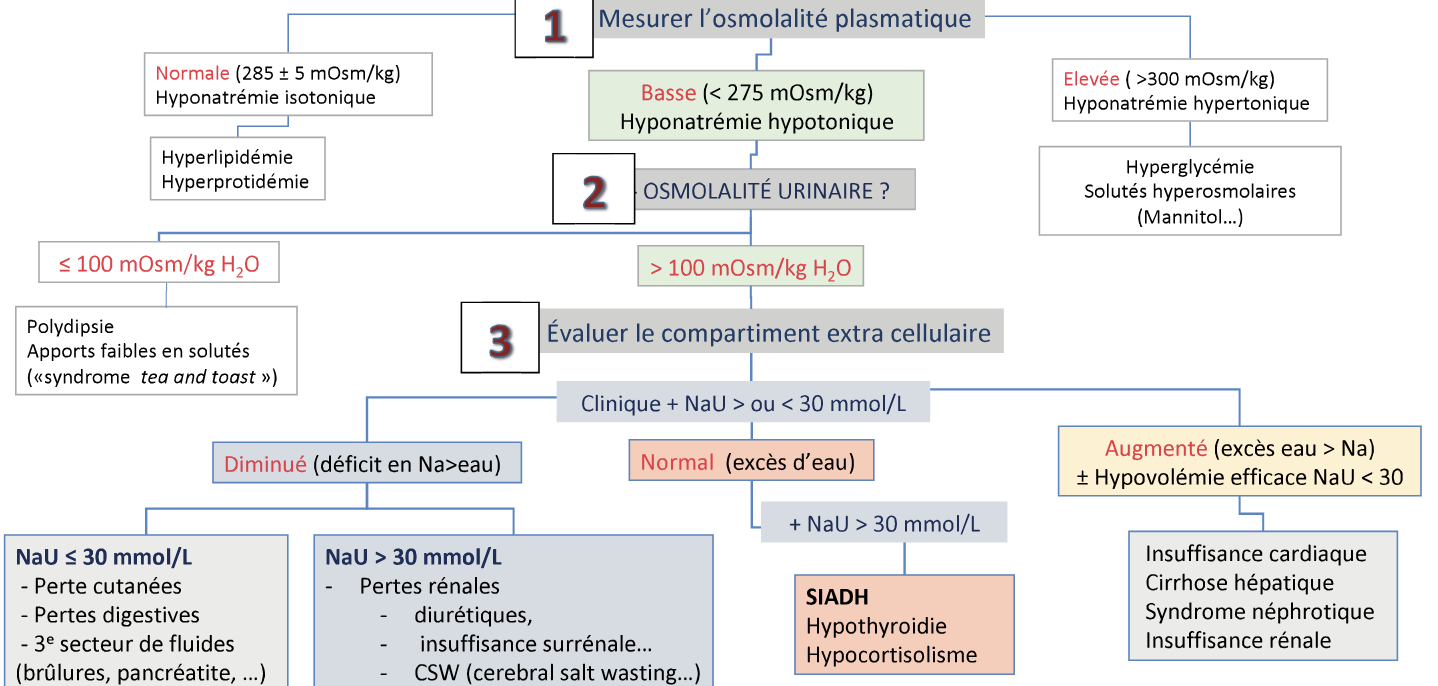 1
Mesurer l’osmolalité plasmatique
Normale (285 ± 5 mOsm/kg)
Hyponatrémie isotonique
Hyperlipidémie
Hyperprotidémie
Basse (< 275 mOsm/kg)
Hyponatrémie hypotonique
Elevée ( >300 mOsm/kg)
Hyponatrémie hypertonique
Hyperglycémie
Solutés hyperosmolaires
(Mannitol…)
2
- OSMOLALITÉ URINAIRE ?
≤ 100 mOsm/kg H₂O
Polydipsie
Apports faibles en solutés
(«syndrome tea and toast »)
> 100 mOsm/kg H₂O
3
Évaluer le compartiment extra cellulaire
Clinique + NaU > ou < 30 mmol/L
Diminué (déficit en Na>eau)
NaU ≤ 30 mmol/L
- Perte cutanées
- Pertes digestives
- 3ᵉ secteur de fluides
(brûlures, pancréatite, …)
NaU > 30 mmol/L
- Pertes rénales
- diurétiques,
- insuffisance surrénale…
- CSW (cerebral salt wasting…)
Normal (excès d’eau)
+ NaU > 30 mmol/L
SIADH
Hypothyroidie
Hypocortisolisme
Augmenté (excès eau > Na)
± Hypovolémie efficace NaU < 30
Insuffisance cardiaque
Cirrhose hépatique
Syndrome néphrotique
Insuffisance rénale